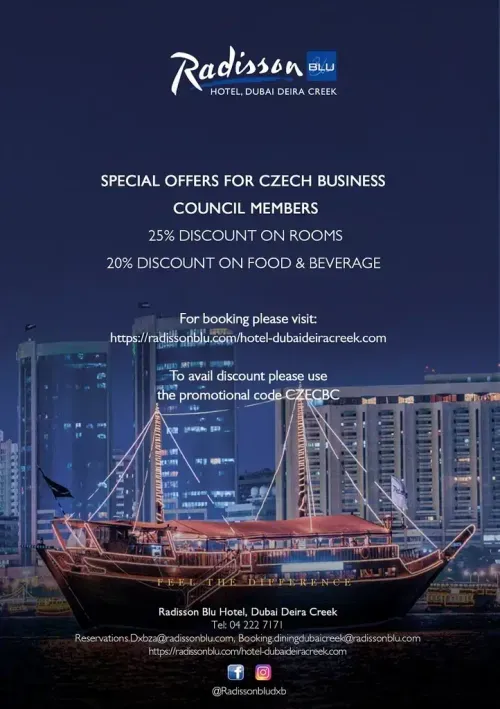 Radisson BLU
HOTEL, DUBAI DEIRA CREEK
SPECIAL OFFERS FOR CZECH BUSINESS
COUNCIL MEMBERS
25% DISCOUNT ON ROOMS
20% DISCOUNT ON FOOD & BEVERAGE
For booking please visit:
https://radissonblu.com/hotel-dubaideiracreek.com
To avail discount please use
the promotional code CZECBC
FEEL THE DIFFERENCE
Radisson Blu Hotel, Dubai Deira Creek
Tel: 04 222 7171
Reservations.Dxbza@radissonblu.com, Booking.diningdubaicreek@radissonblu.com
https://radissonblu.com/hotel-dubaideiracreek.com
@Radissonbludxb